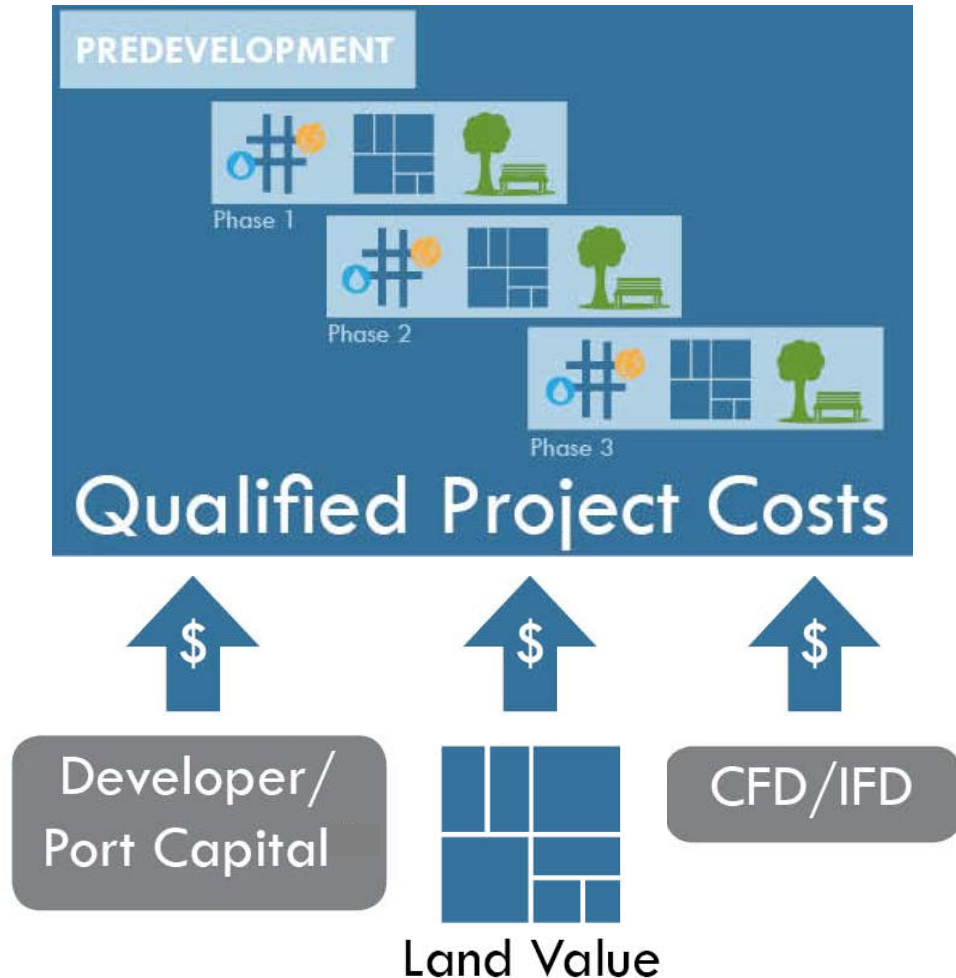 PREDEVELOPMENT
Phase 1
Phase 2
Phase 3
Qualified Project Costs
$
$
$
Developer/
Port Capital
CFD/IFD
Land Value